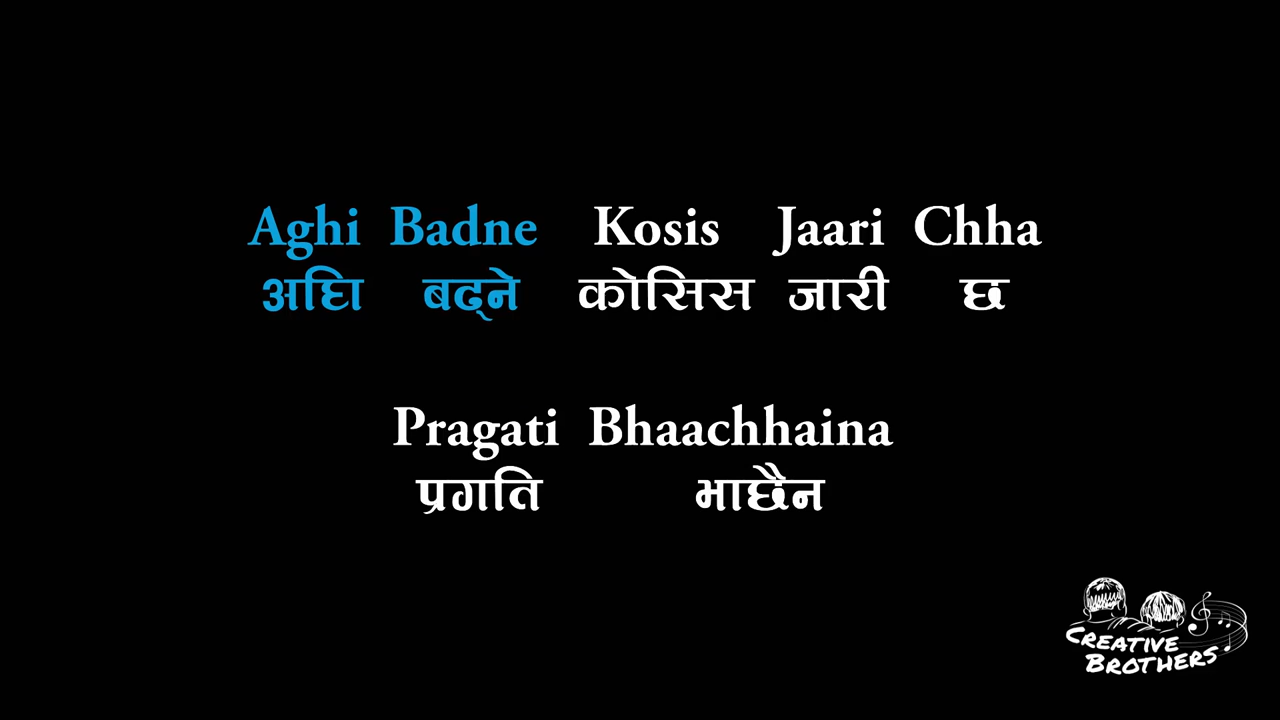 Aghi Badne Kosis Jaari Chha
अघि बढ्ने कोसिस जारी छ
Pragati Bhaachhaina
प्रगति भाछैन
CREATIVE
BROTHERS